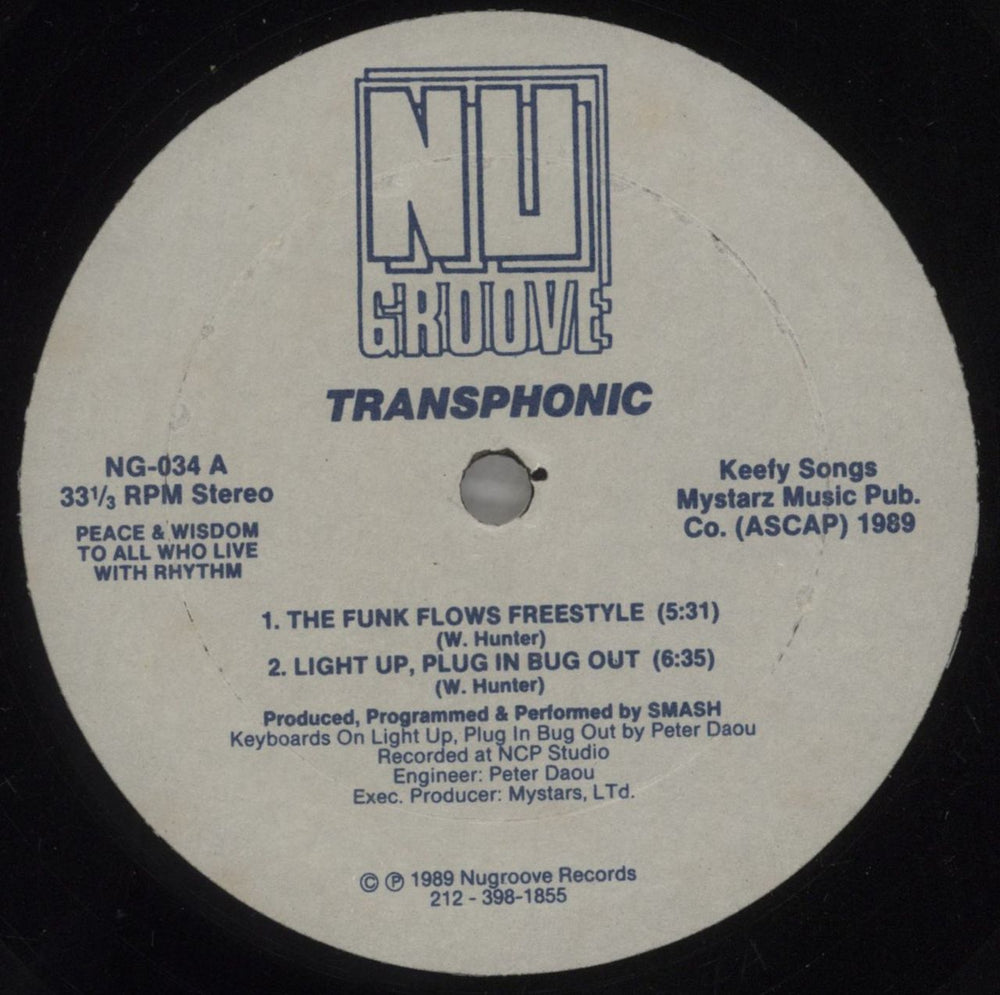 NU
GROOVE
TRANSPHONIC
NG-034 A
33 1/3 RPM Stereo
PEACE & WISDOM
TO ALL WHO LIVE
WITH RHYTHM
Keefy Songs
Mystarz Music Pub.
Co. (ASCAP) 1989
1. THE FUNK FLOWS FREESTYLE (5:31)
(W. Hunter)
2. LIGHT UP, PLUG IN BUG OUT (6:35)
(W. Hunter)
Produced, Programmed & Performed by SMASH
Keyboards On Light Up, Plug In Bug Out by Peter Daou
Recorded at NCP Studio
Engineer: Peter Daou
Exec. Producer: Mystars, LTd.
© ℗ 1989 Nugroove Records
212 - 398-1855